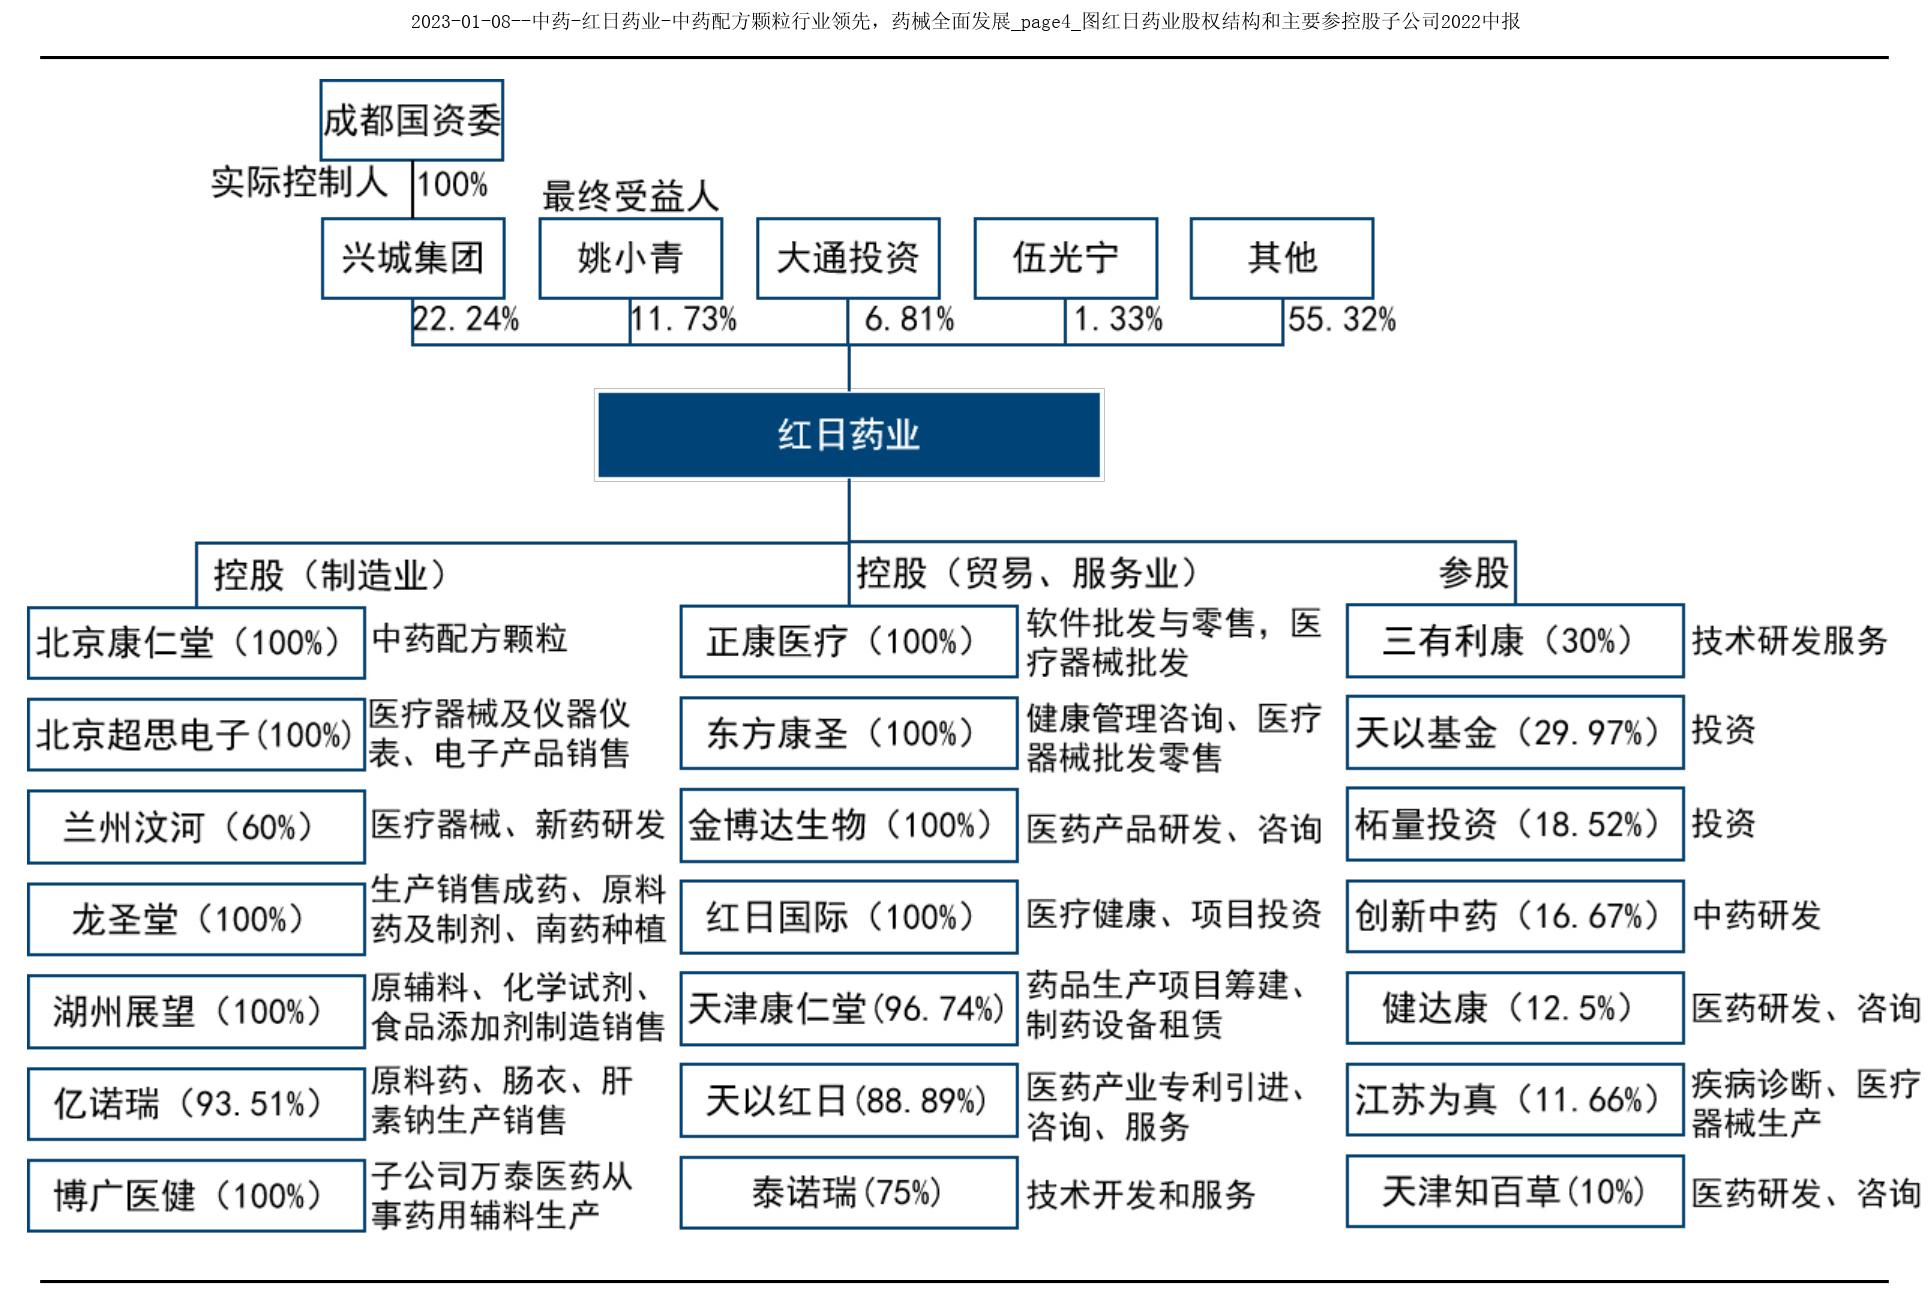 2023-01-08--中药-红日药业-中药配方颗粒行业领先，药械全面发展_page4_图红日药业股权结构和主要参控股子公司2022中报
成都国资委
实际控制人
100%
最终受益人
兴城集团
姚小青
大通投资
伍光宁
其他
22.24%
11.73%
6.81%
1.33%
55.32%
红日药业
控股（制造业）
北京康仁堂（100%）
中药配方颗粒
北京超思电子(100%)
医疗器械及仪器仪
表、电子产品销售
兰州汶河（60%）
医疗器械、新药研发
龙圣堂（100%）
生产销售成药、原料
药及制剂、南药种植
湖州展望（100%）
原辅料、化学试剂、
食品添加剂制造销售
亿诺瑞（93.51%）
原料药、肠衣、肝
素钠生产销售
博广医健（100%）
子公司万泰医药从
事药用辅料生产
控股（贸易、服务业）
正康医疗（100%）
软件批发与零售，医
疗器械批发
东方康圣（100%）
健康管理咨询、医疗
器械批发零售
金博达生物（100%）
医药产品研发、咨询
红日国际（100%）
医疗健康、项目投资
天津康仁堂(96.74%)
药品生产项目筹建、
制药设备租赁
天以红日(88.89%)
医药产业专利引进、
咨询、服务
泰诺瑞(75%)
技术开发和服务
参股
三有利康（30%）
技术研发服务
天以基金（29.97%）
投资
柘量投资（18.52%）
投资
创新中药（16.67%）
中药研发
健达康（12.5%）
医药研发、咨询
江苏为真（11.66%）
疾病诊断、医疗
器械生产
天津知百草(10%)
医药研发、咨询